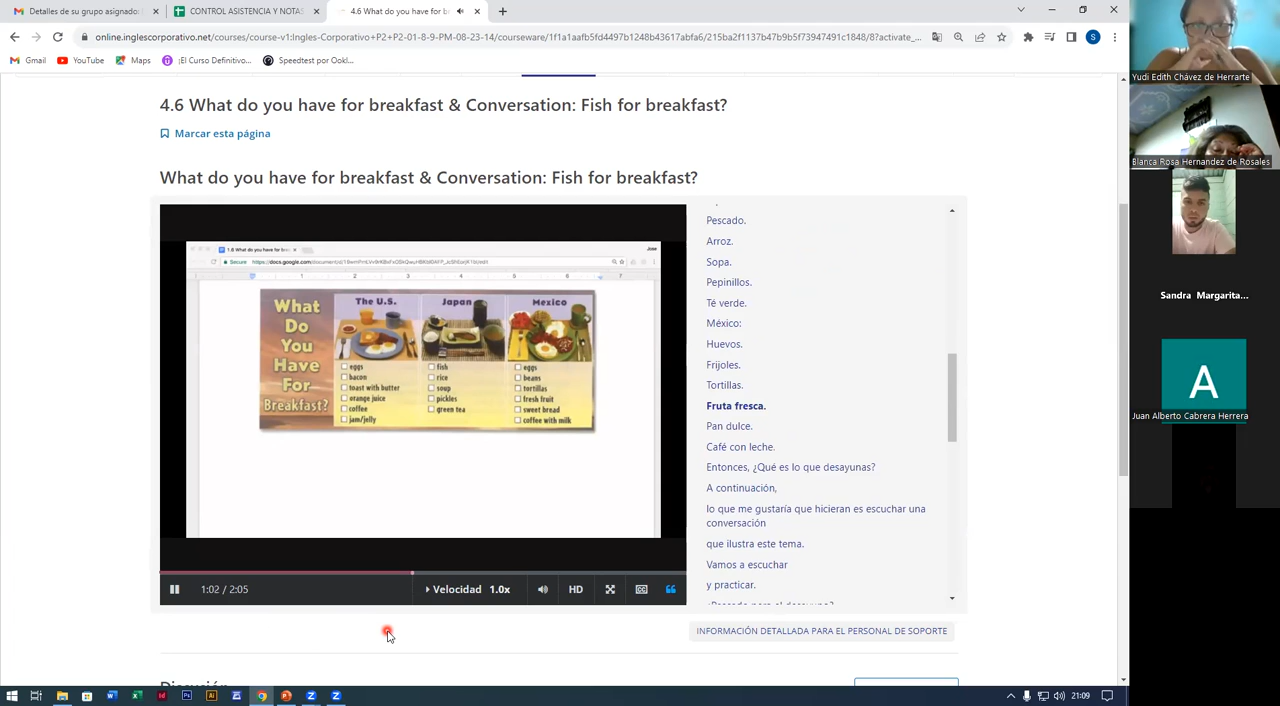 Detalles de su grupo asignado
CONTROL ASISTENCIA Y NOTAS
4.6 What do you have for b
online.inglescorporativo.net/courses/course-v1:Ingles-Corporativo+P2+P2-01-8-9-PM-08-23-14/courseware/1f1a1aafb5fd4497b1248b43617abfa6/215ba2f1137b47b9b5f73947491c1848/8?activate_...
S
Gmail
YouTube
Maps
¡El Curso Definitivo...
Speedtest por Ookl...
4.6 What do you have for breakfast & Conversation: Fish for breakfast?
Marcar esta página
What do you have for breakfast & Conversation: Fish for breakfast?
Secure
What Do You Have For Breakfast?
The U.S.
eggs
bacon
toast with butter
orange juice
coffee
jam/jelly
Japan
fish
rice
soup
pickles
green tea
Mexico
eggs
beans
tortillas
fresh fruit
sweet bread
coffee with milk
1:02 / 2:05
Velocidad 1.0x
HD
Pescado.
Arroz.
Sopa.
Pepinillos.
Té verde.
México:
Huevos.
Frijoles.
Tortillas.
Fruta fresca.
Pan dulce.
Café con leche.
Entonces, ¿Qué es lo que desayunas?
A continuación,
lo que me gustaría que hicieran es escuchar una
conversación
que ilustra este tema.
Vamos a escuchar
y practicar.
¿Pescado para el desayuno?
INFORMACIÓN DETALLADA PARA EL PERSONAL DE SOPORTE
Discusión
Yudi Edith Chávez de Herrarte
Blanca Rosa Hernandez de Rosales
Sandra Margarita...
A
Juan Alberto Cabrera Herrera
21:09